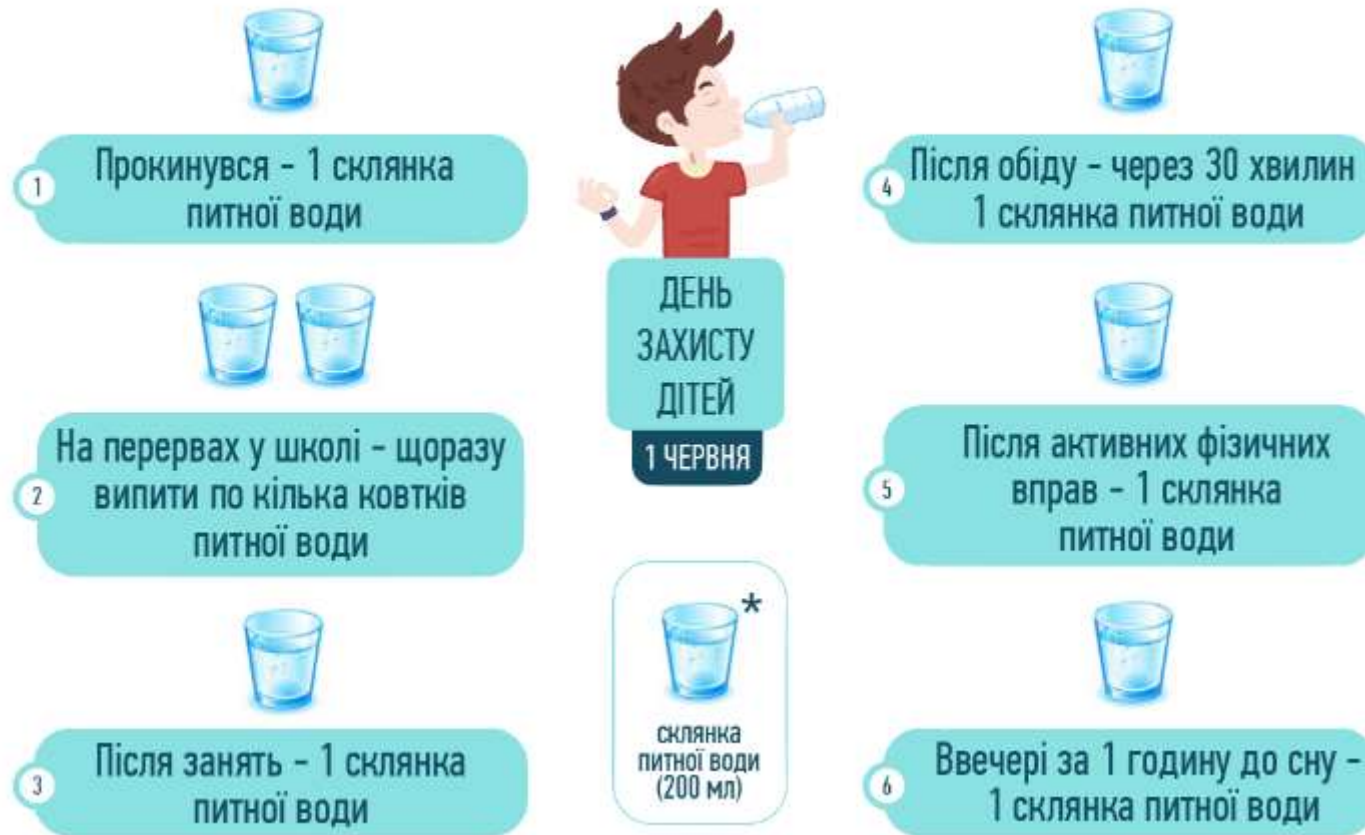 1
Прокинувся - 1 склянка
питної води
2
На перервах у школі - щоразу
випити по кілька ковтків
питної води
3
Після занять - 1 склянка
питної води
ДЕНЬ
ЗАХИСТУ
ДІТЕЙ
1 ЧЕРВНЯ
*
склянка
питної води
(200 мл)
4
Після обіду - через 30 хвилин
1 склянка питної води
5
Після активних фізичних
вправ - 1 склянка
питної води
6
Ввечері за 1 годину до сну -
1 склянка питної води